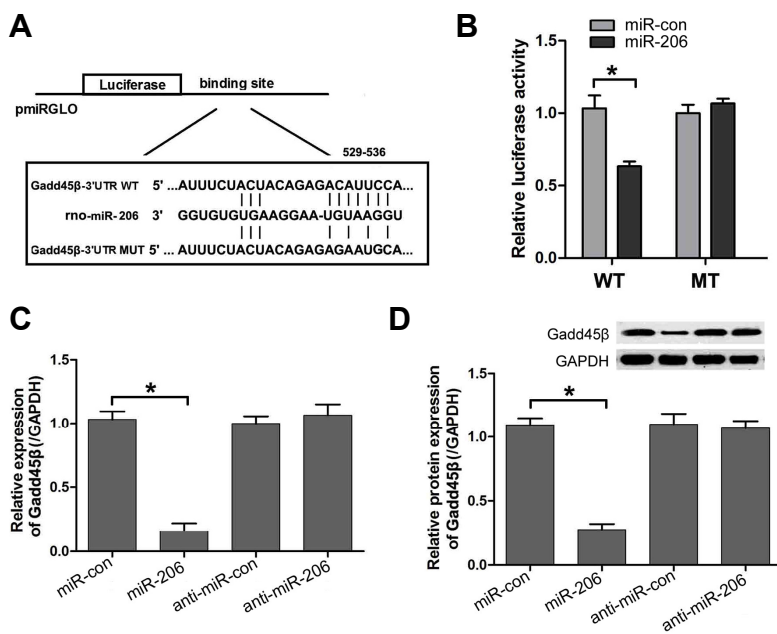 A
Luciferase
binding site
pmiRGLO
529-536
Gadd45β-3'UTR WT 5' ...AUUUCUACUACAGAGACAUUCCA...
rno-miR-206 3' GGUGUGUGAAGGAA-UGUAAGGU
Gadd45β-3'UTR MUT 5' ... AUUUCUACUACAGAGAGAAUGCA...
B
miR-con
miR-206
Relative luciferase activity
1.5
1.0
0.5
0.0
*
WT MT
C
Relative expression
of Gadd45β(/GAPDH)
1.5
1.0
0.5
0.0
*
miR-con
miR-206
anti-miR-con
anti-miR-206
D
Gadd45β
GAPDH
Relative protein expression
of Gadd45β(/GAPDH)
1.5
1.0
0.5
0.0
*
miR-con
miR-206
anti-miR-con
anti-miR-206